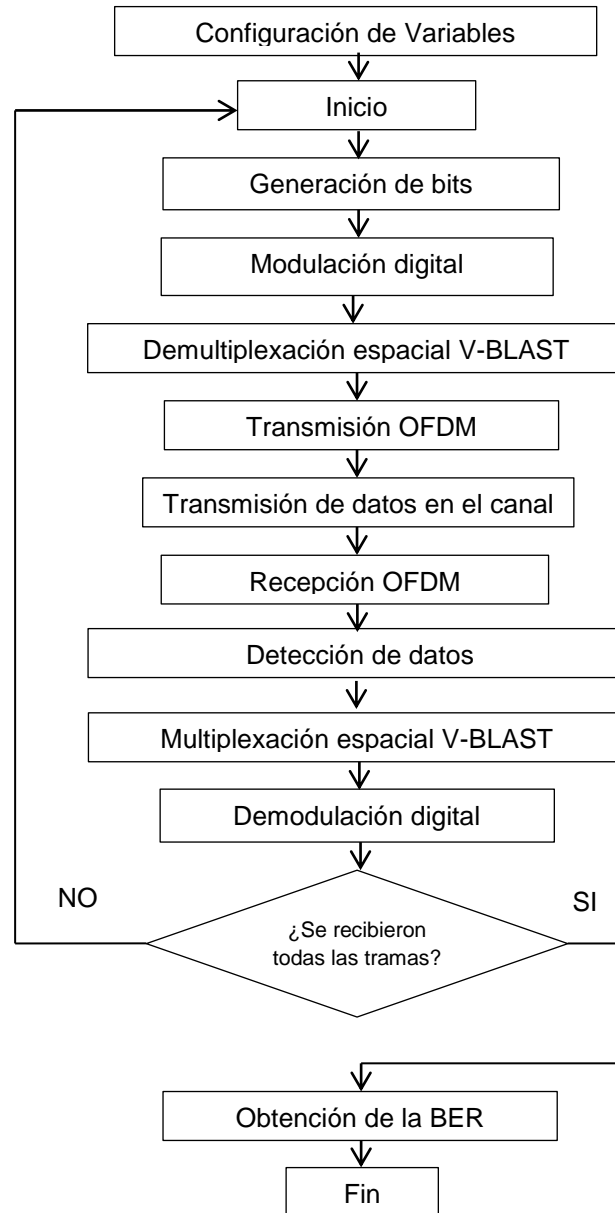 Configuración de Variables
Inicio
Generación de bits
Modulación digital
Demultiplexación espacial V-BLAST
Transmisión OFDM
Transmisión de datos en el canal
Recepción OFDM
Detección de datos
Multiplexación espacial V-BLAST
Demodulación digital
NO
SI
¿Se recibieron
todas las tramas?
Obtención de la BER
Fin